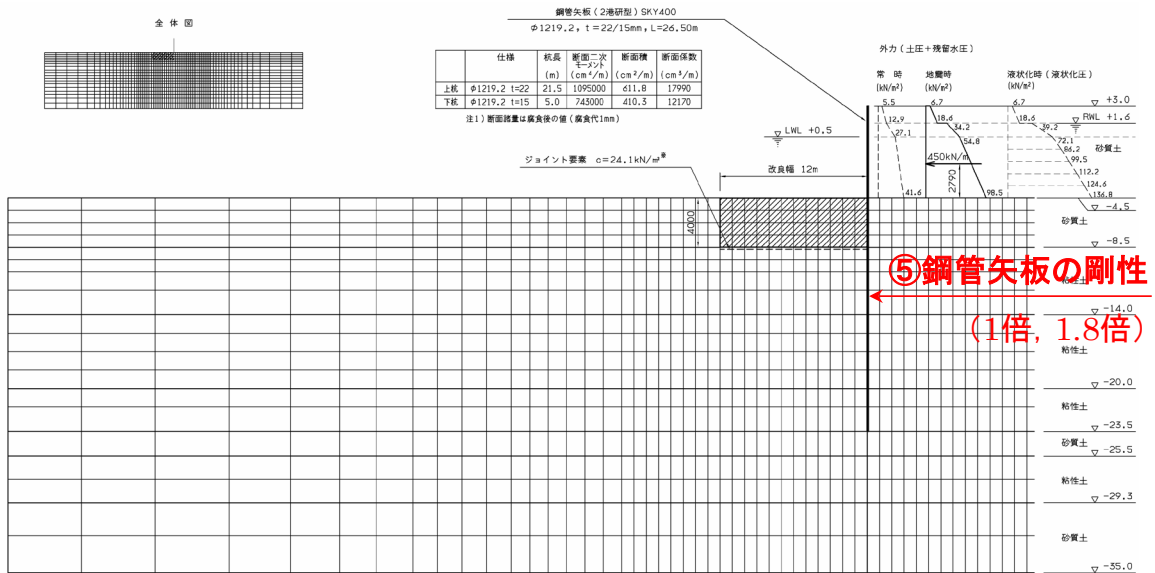 全体図
鋼管矢板（2港研型）SKY400
φ1219.2, t=22/15mm, L=26.50m
仕様 杭長 (m) 断面二次モーメント (cm⁴/m) 断面積 (cm²/m) 断面係数 (cm³/m)
上杭 φ1219.2 t=22 21.5 1095000 611.8 17990
下杭 φ1219.2 t=15 5.0 743000 410.3 12170
注1）断面諸量は腐食後の値（腐食代1mm）
外力（土圧+残留水圧）
常時 (kN/m²) 地震時 (kN/m²) 液状化時（液状化圧） (kN/m²)
5.5 6.7 6.7 ▽ +3.0
12.9 18.6 18.6 RWL +1.6
34.2 39.2
▽ LWL +0.5
27.1 54.8 72.1
86.2 砂質土
450kN/m 99.5
112.2
2790 124.6
41.6 98.5 136.8
ジョイント要素 c=24.1kN/㎡※
改良幅 12m
▽ -4.5
4000
砂質土
▽ -8.5
⑤鋼管矢板の剛性
粘性土
▽ -14.0
（1倍, 1.8倍）
粘性土
▽ -20.0
粘性土
▽ -23.5
砂質土
▽ -25.5
粘性土
▽ -29.3
砂質土
▽ -35.0